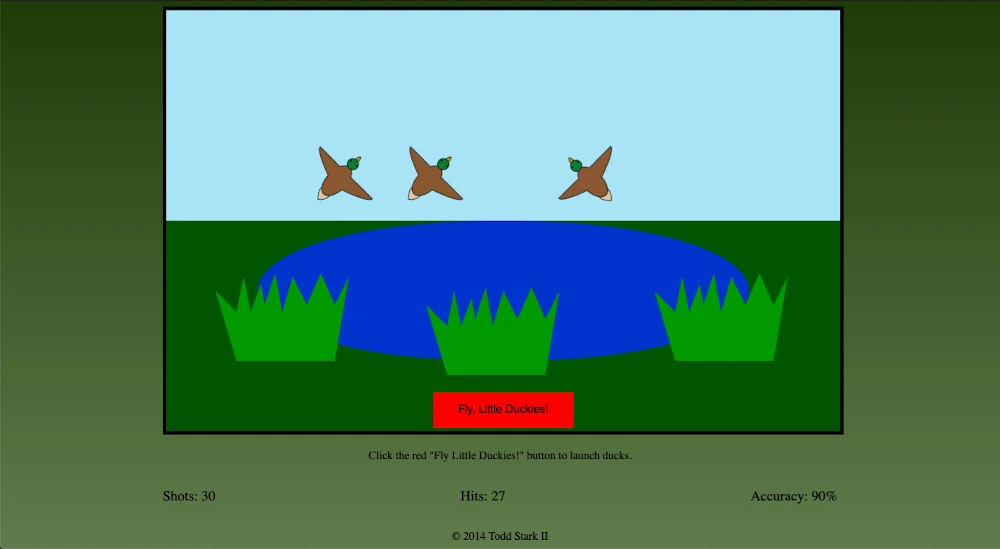 Fly, Little Duckies!
Click the red "Fly Little Duckies!" button to launch ducks.
Shots: 30
Hits: 27
Accuracy: 90%
© 2014 Todd Stark II